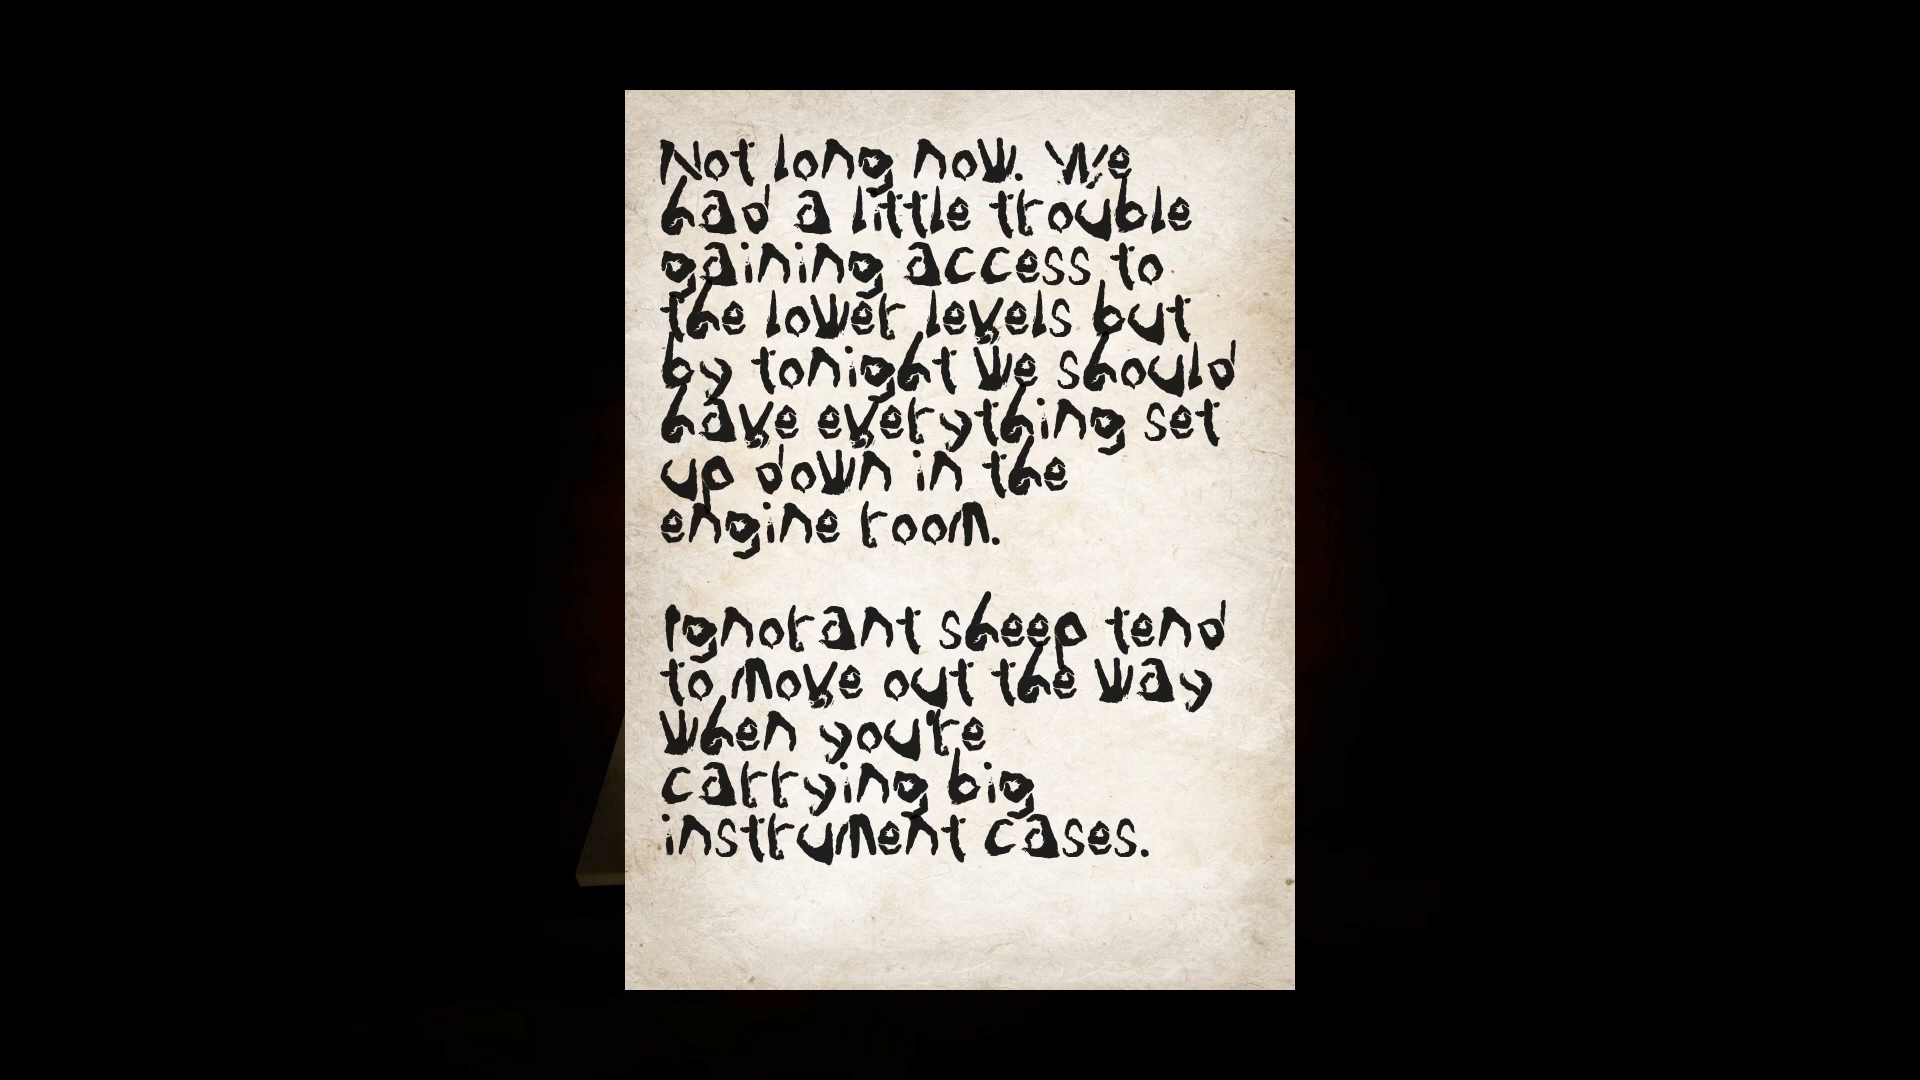 Not long now. We
had a little trouble
gaining access to
the lower levels but
by tonight we should
have everything set
up down in the
engine room.
Ignorant sheep tend
to move out the way
when you're
carrying big
instrument cases.